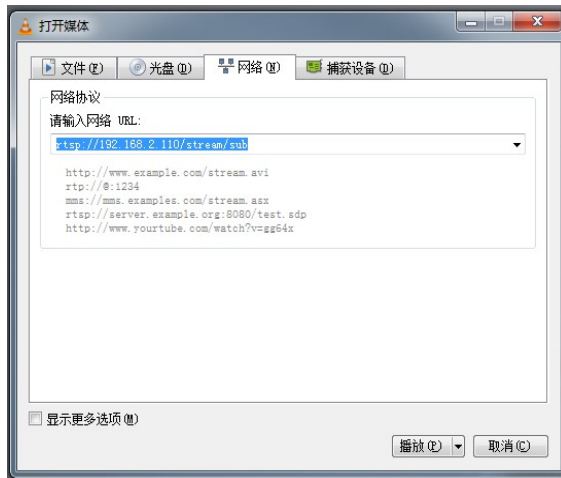 打开媒体
文件(F) 光盘(D) 网络(N) 捕获设备(D)
网络协议
请输入网络 URL:
rtsp://192.168.2.110/stream/sub
http://www.example.com/stream.avi
rtp://@:1234
mms://mms.examples.com/stream.asx
rtsp://server.example.org:8080/test.sdp
http://www.yourtube.com/watch?v=gg64x
显示更多选项(M)
播放(P) 取消(C)